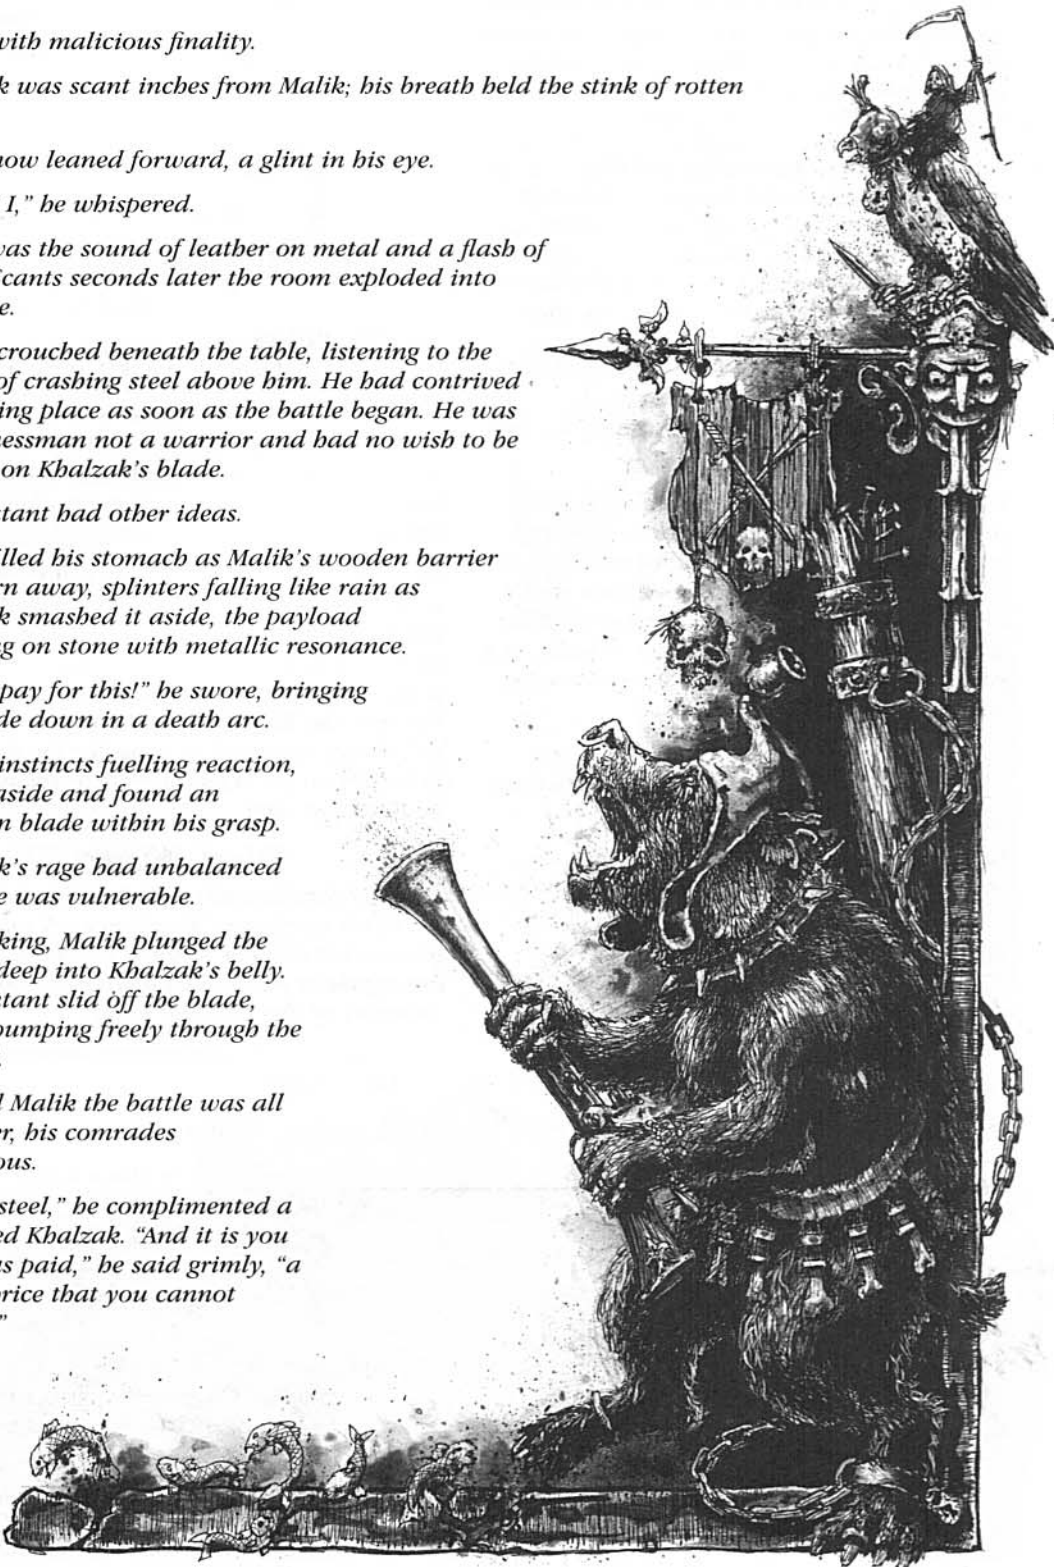 with malicious finality.
k was scant inches from Malik; his breath held the stink of rotten
now leaned forward, a glint in his eye.
I," he whispered.
was the sound of leather on metal and a flash of
Scants seconds later the room exploded into
e.
crouched beneath the table, listening to the
of crashing steel above him. He had contrived
ing place as soon as the battle began. He was
nessman not a warrior and had no wish to be
on Khalzak's blade.
tant had other ideas.
illed his stomach as Malik's wooden barrier
rn away, splinters falling like rain as
k smashed it aside, the payload
g on stone with metallic resonance.
pay for this!" he swore, bringing
de down in a death arc.
instincts fuelling reaction,
aside and found an
n blade within his grasp.
k's rage had unbalanced
e was vulnerable.
king, Malik plunged the
deep into Khalzak's belly.
tant slid off the blade,
pumping freely through the
d Malik the battle was all
er, his comrades
ous.
steel," he complimented a
ed Khalzak. "And it is you
as paid," he said grimly, "a
price that you cannot
"